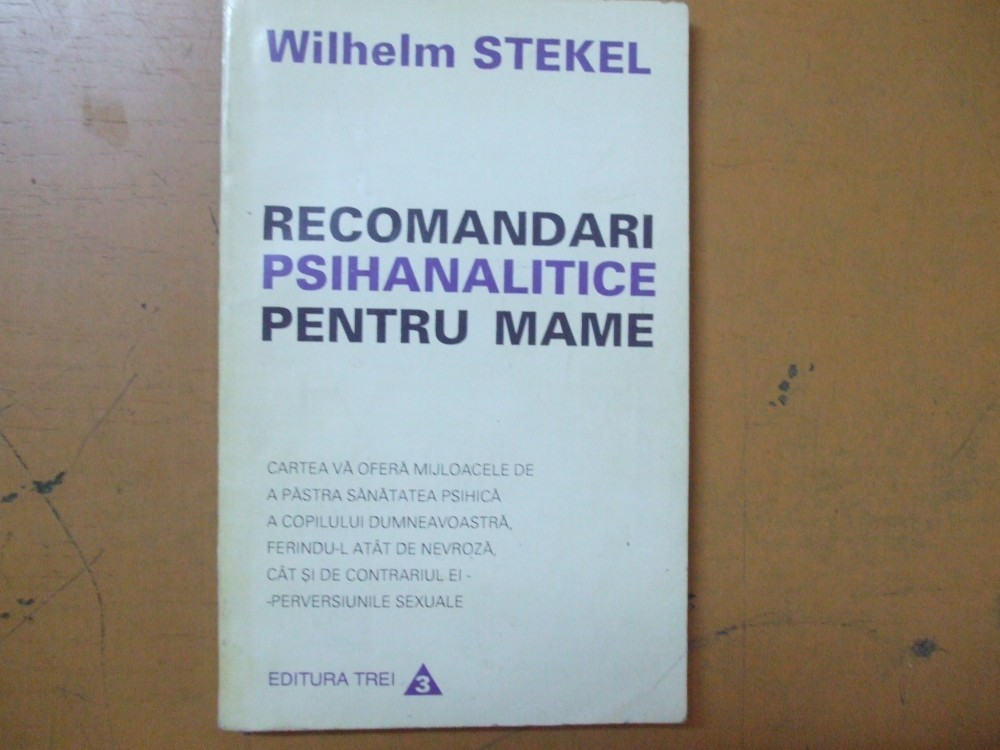 Wilhelm STEKEL
RECOMANDARI
PSIHANALITICE
PENTRU MAME
CARTEA VĂ OFERĂ MIJLOACELE DE
A PĂSTRA SĂNĂTATEA PSIHICĂ
A COPILULUI DUMNEAVOASTRĂ,
FERINDU-L ATÂT DE NEVROZĂ,
CÂT ȘI DE CONTRARIUL EI -
-PERVERSIUNILE SEXUALE
EDITURA TREI 3